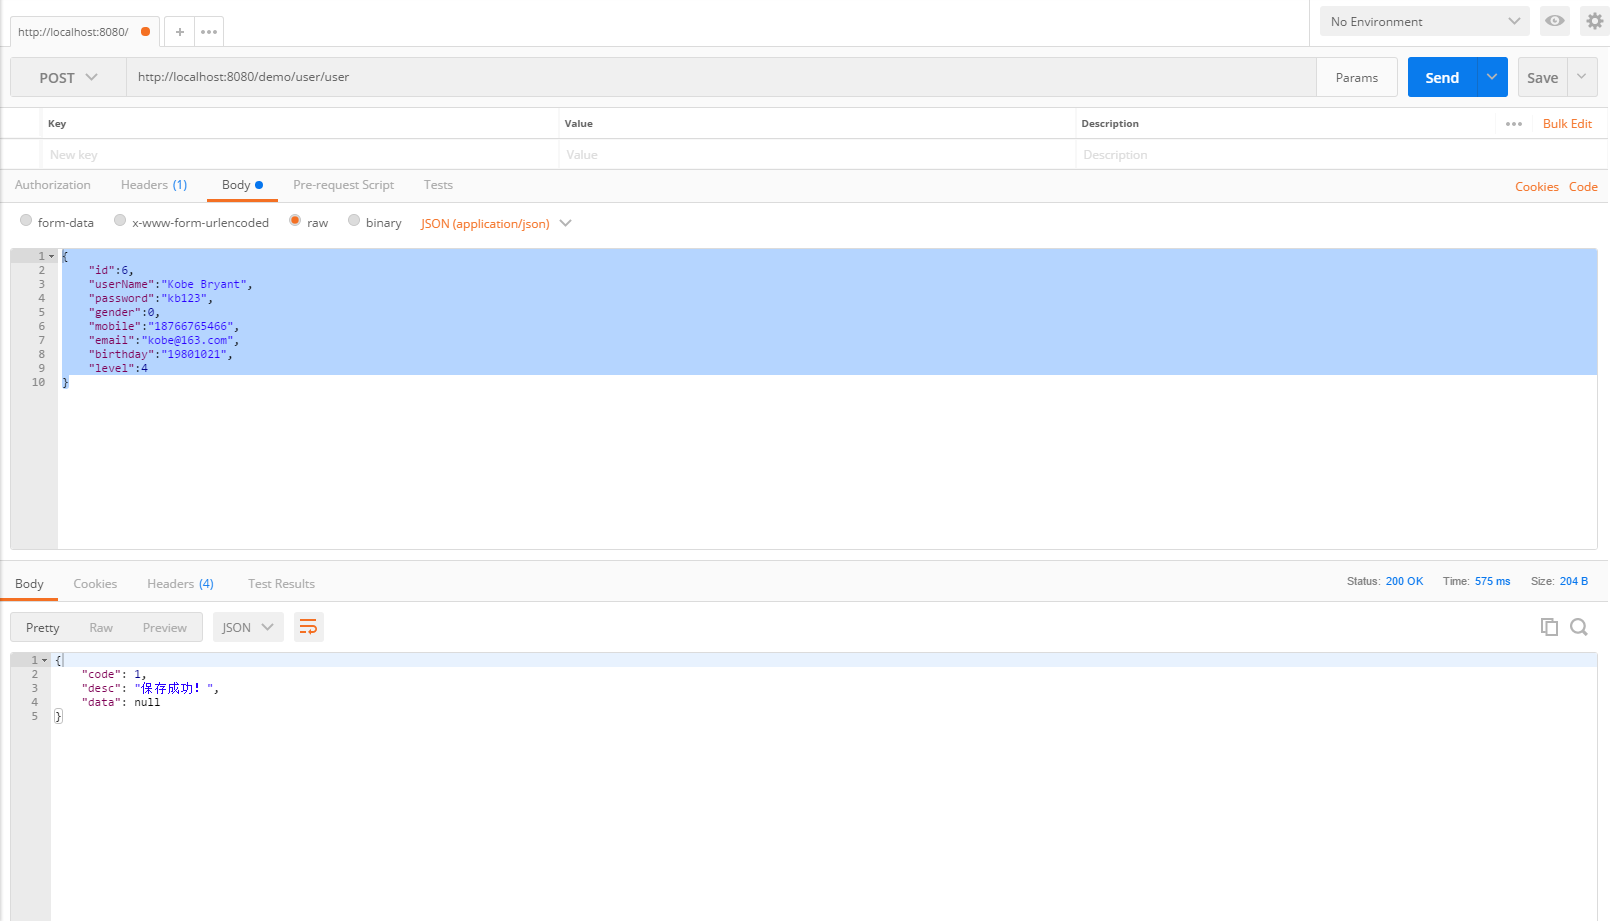 http://localhost:8080/ + ••• No Environment
POST http://localhost:8080/demo/user/user Params Send Save
Key Value Description ••• Bulk Edit
New key Value Description
Authorization Headers (1) Body Pre-request Script Tests Cookies Code
form-data x-www-form-urlencoded raw binary JSON (application/json)
1 {
2 "id":6,
3 "userName":"Kobe Bryant",
4 "password":"kb123",
5 "gender":0,
6 "mobile":"18766765466",
7 "email":"kobe@163.com",
8 "birthday":"19801021",
9 "level":4
10 }
Body Cookies Headers (4) Test Results Status: 200 OK Time: 575 ms Size: 204 B
Pretty Raw Preview JSON
1 {
2 "code": 1,
3 "desc": "保存成功！",
4 "data": null
5 }